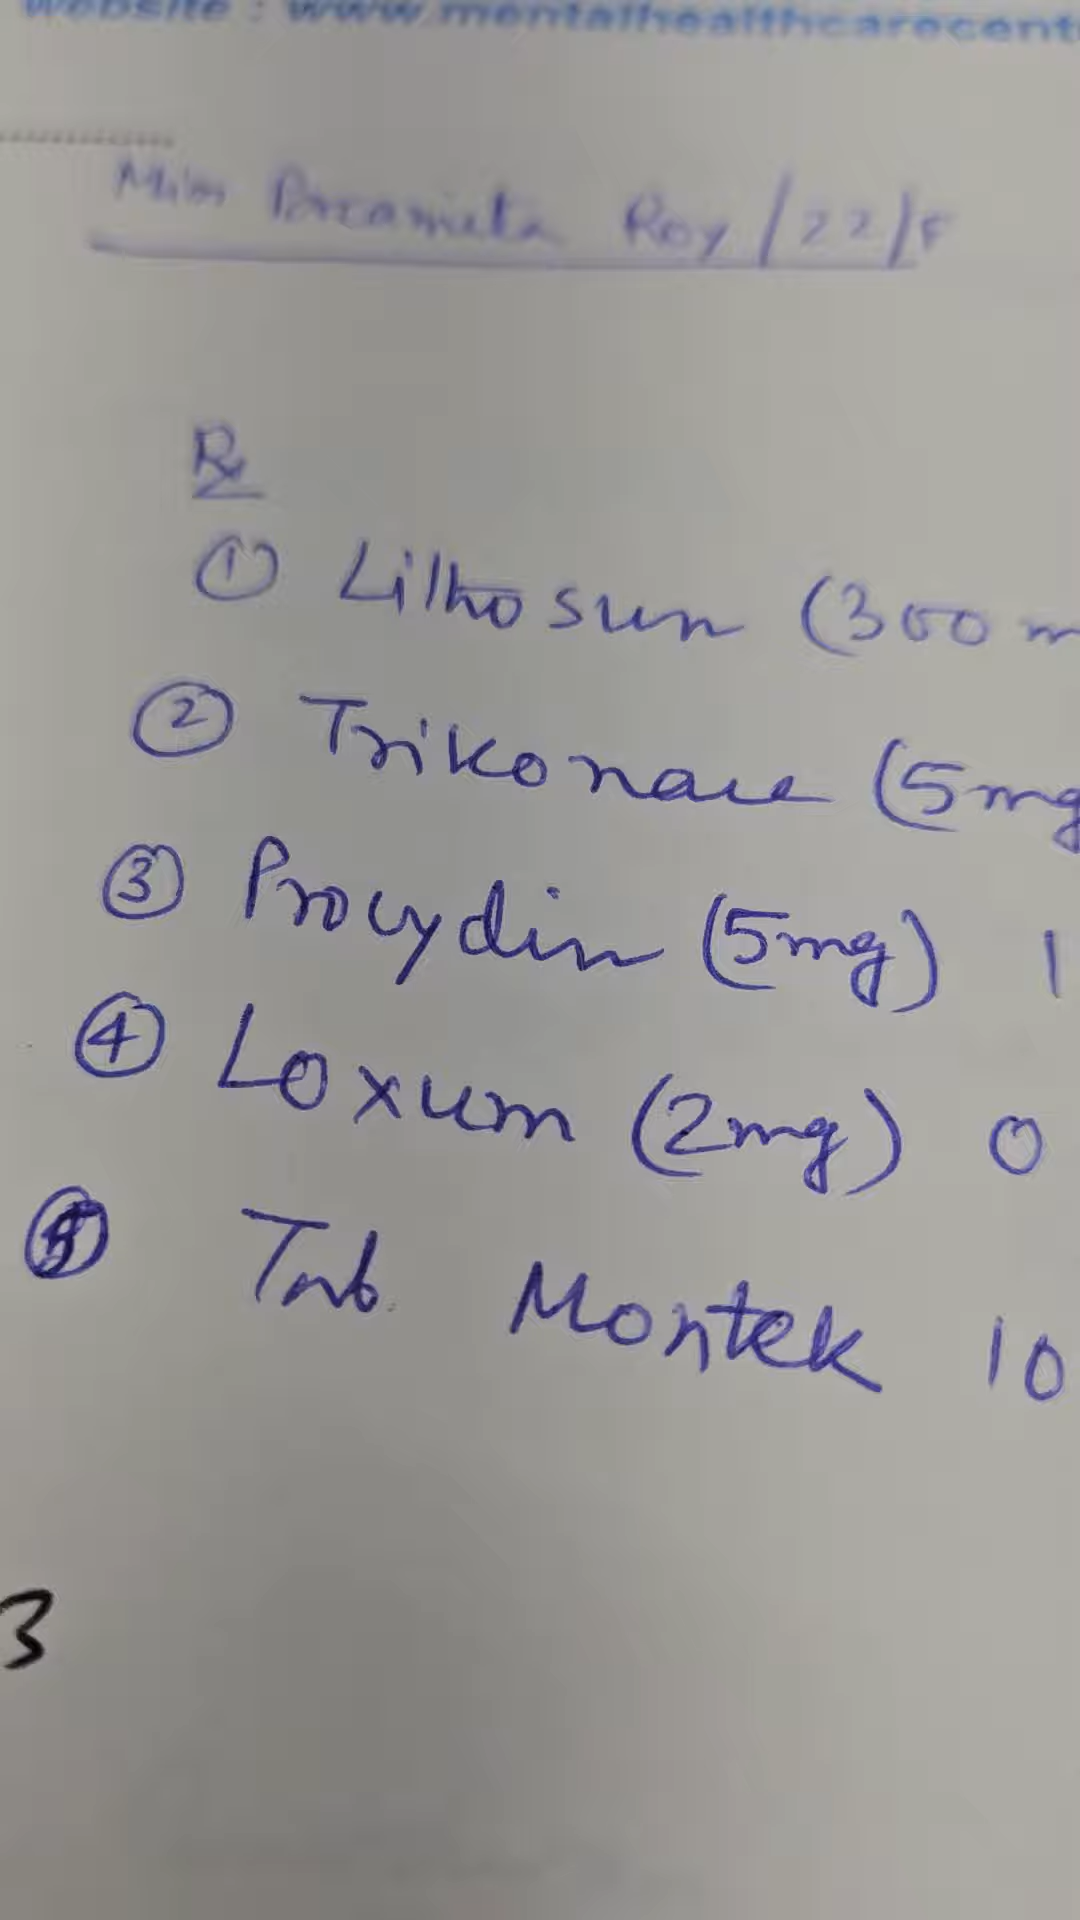 website : www.mentalhealthcarecent
Miss Roy / 22/F
Rx
① Lithosun (300 m
② Trikonace (5mg
③ Procydin (5mg) 1
④ Loxum (2mg) 0
⑤ Tab. Montek 10
3